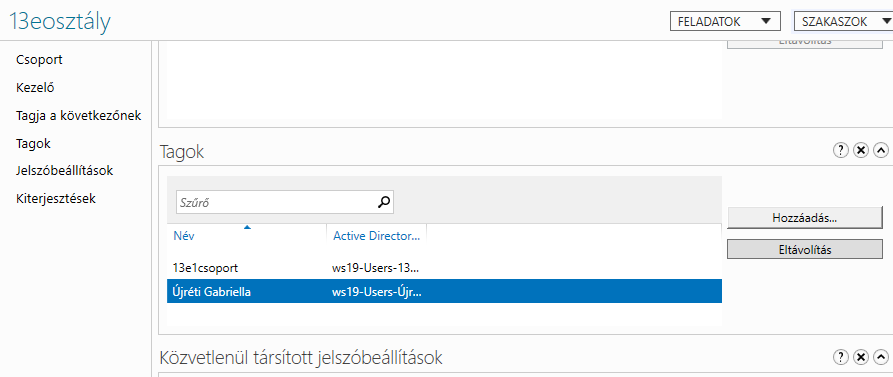 13eosztály
FELADATOK
SZAKASZOK
Csoport
Kezelő
Tagja a következőnek
Tagok
Jelszóbeállítások
Kiterjesztések
Eltávolítás
Tagok
Szűrő
Hozzáadás...
Eltávolítás
Név
Active Director...
13e1csoport
ws19-Users-13...
Újréti Gabriella
ws19-Users-Újr...
Közvetlenül társított jelszóbeállítások